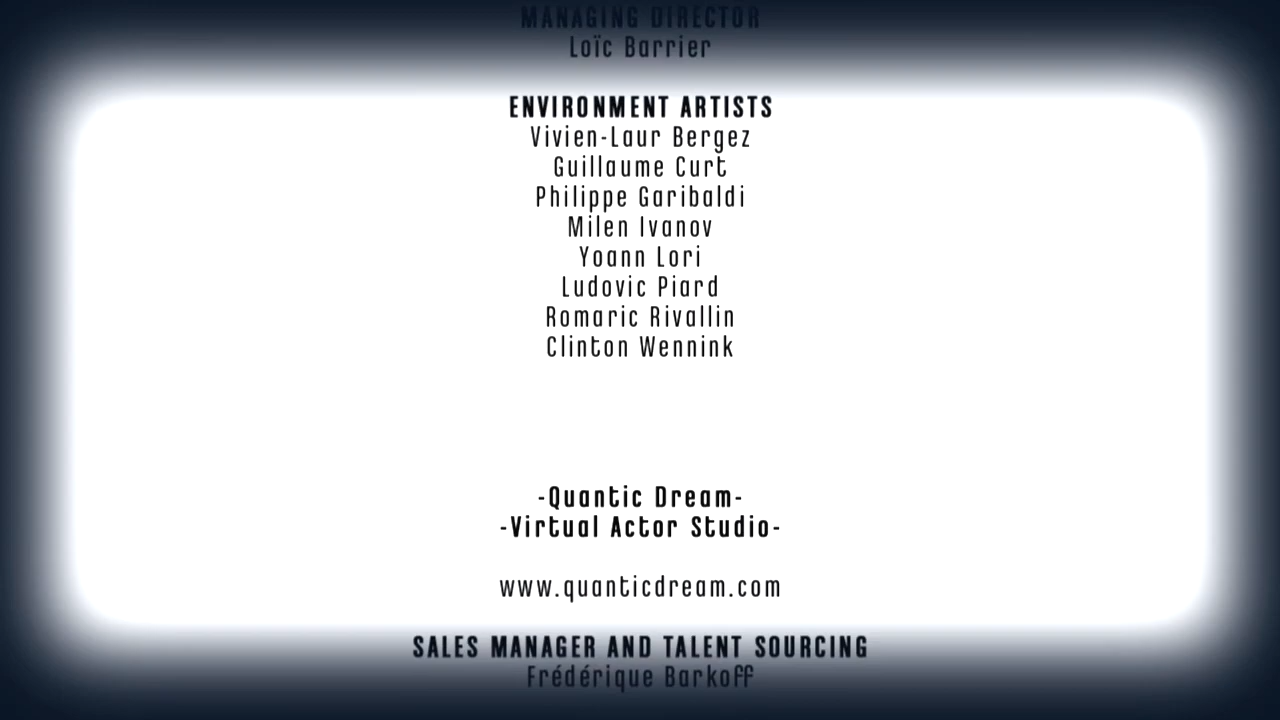 MANAGING DIRECTOR
Loïc Barrier
ENVIRONMENT ARTISTS
Vivien-Laur Bergez
Guillaume Curt
Philippe Garibaldi
Milen Ivanov
Yoann Lori
Ludovic Piard
Romaric Rivallin
Clinton Wennink
-Quantic Dream-
-Virtual Actor Studio-
www.quanticdream.com
SALES MANAGER AND TALENT SOURCING
Frédérique Barkoff